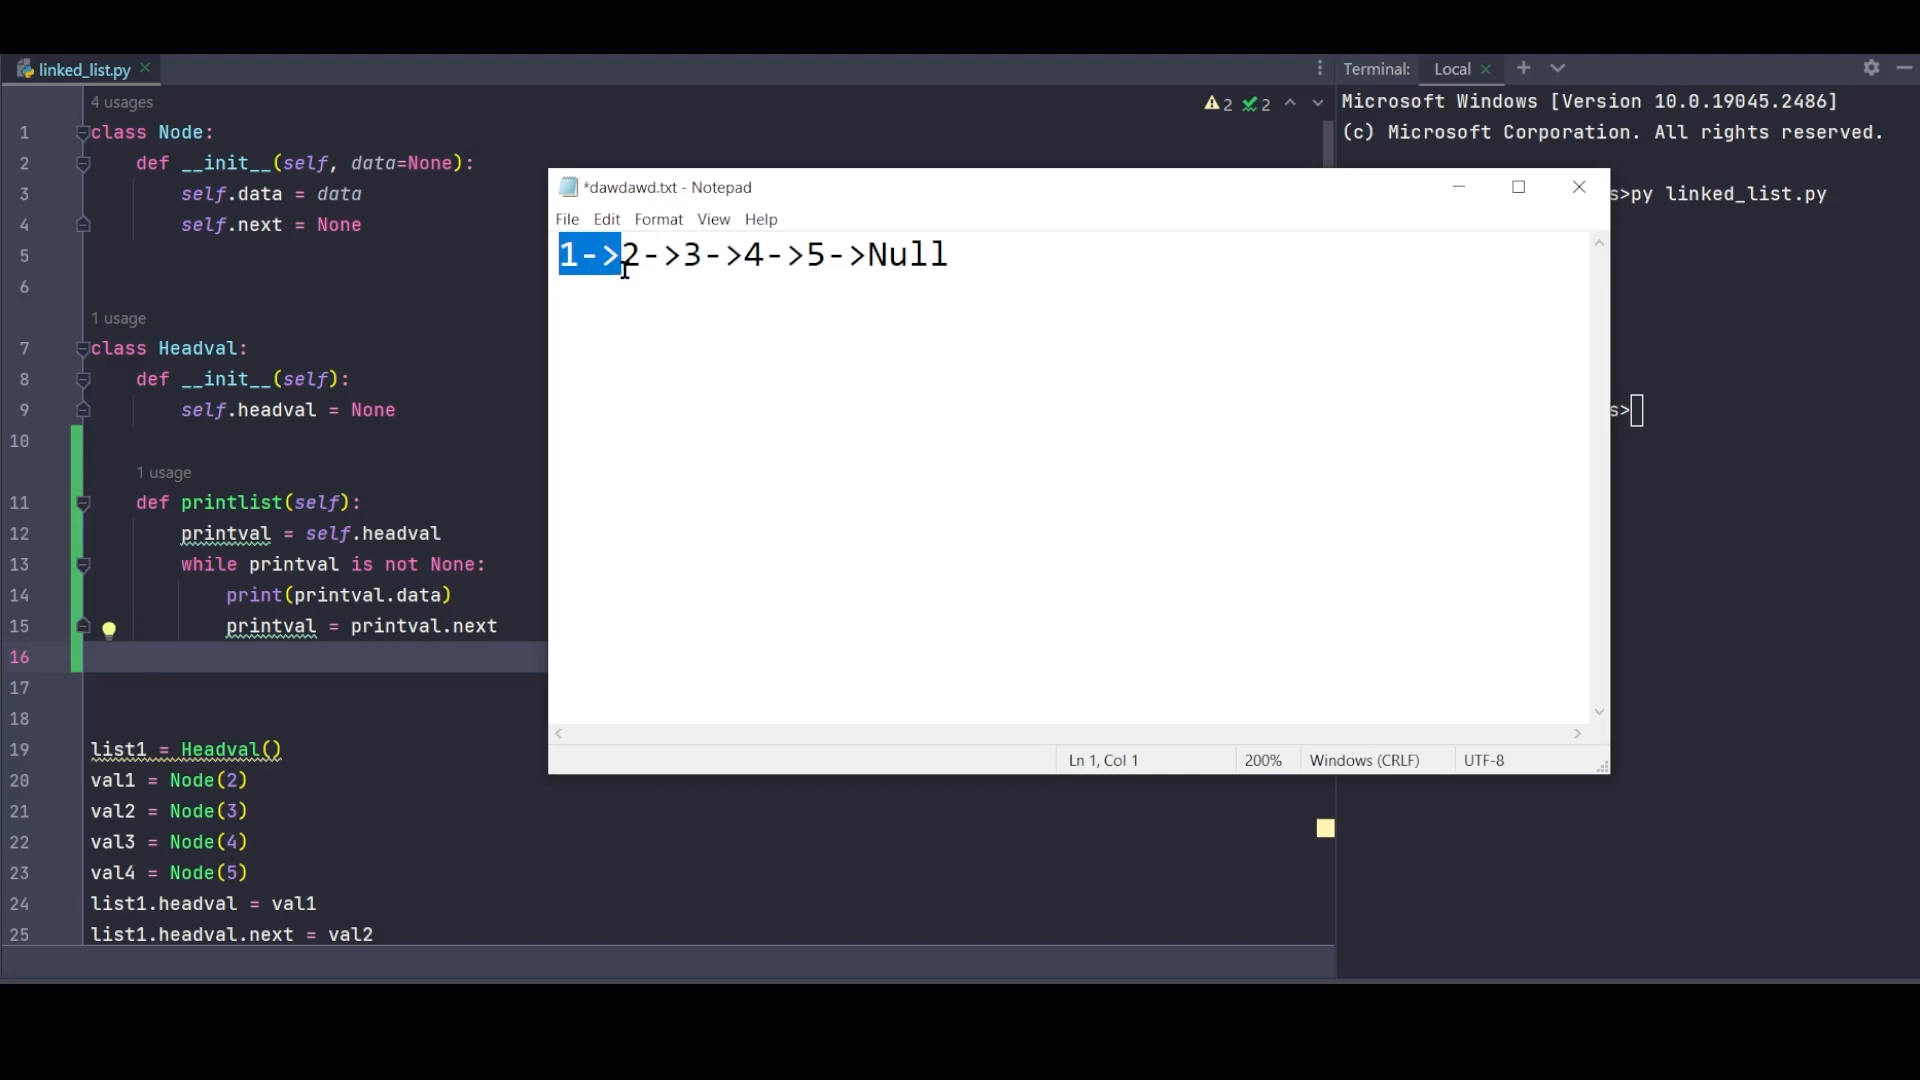 linked_list.py
4 usages
2 2
1 class Node:
2 def __init__(self, data=None):
3 self.data = data
4 self.next = None
5
6
1 usage
7 class Headval:
8 def __init__(self):
9 self.headval = None
10
1 usage
11 def printlist(self):
12 printval = self.headval
13 while printval is not None:
14 print(printval.data)
15 printval = printval.next
16
17
18
19 list1 = Headval()
20 val1 = Node(2)
21 val2 = Node(3)
22 val3 = Node(4)
23 val4 = Node(5)
24 list1.headval = val1
25 list1.headval.next = val2
*dawdawd.txt - Notepad
File Edit Format View Help
1->2->3->4->5->Null
Ln 1, Col 1 200% Windows (CRLF) UTF-8
Terminal: Local
Microsoft Windows [Version 10.0.19045.2486]
(c) Microsoft Corporation. All rights reserved.
s>py linked_list.py
s>